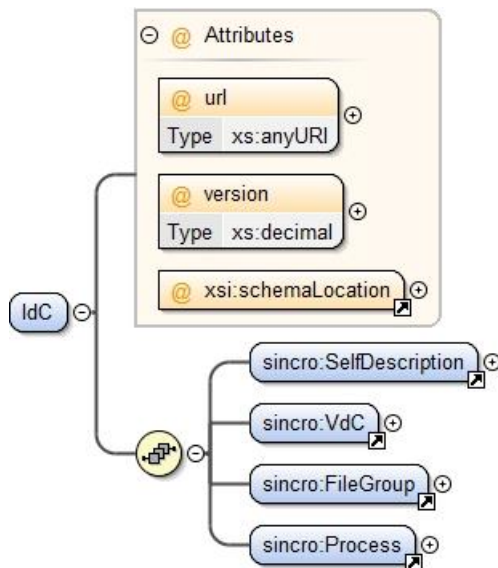 @ Attributes
@ url
Type xs:anyURI
@ version
Type xs:decimal
@ xsi:schemaLocation
IdC
sincro:SelfDescription
sincro:VdC
sincro:FileGroup
sincro:Process